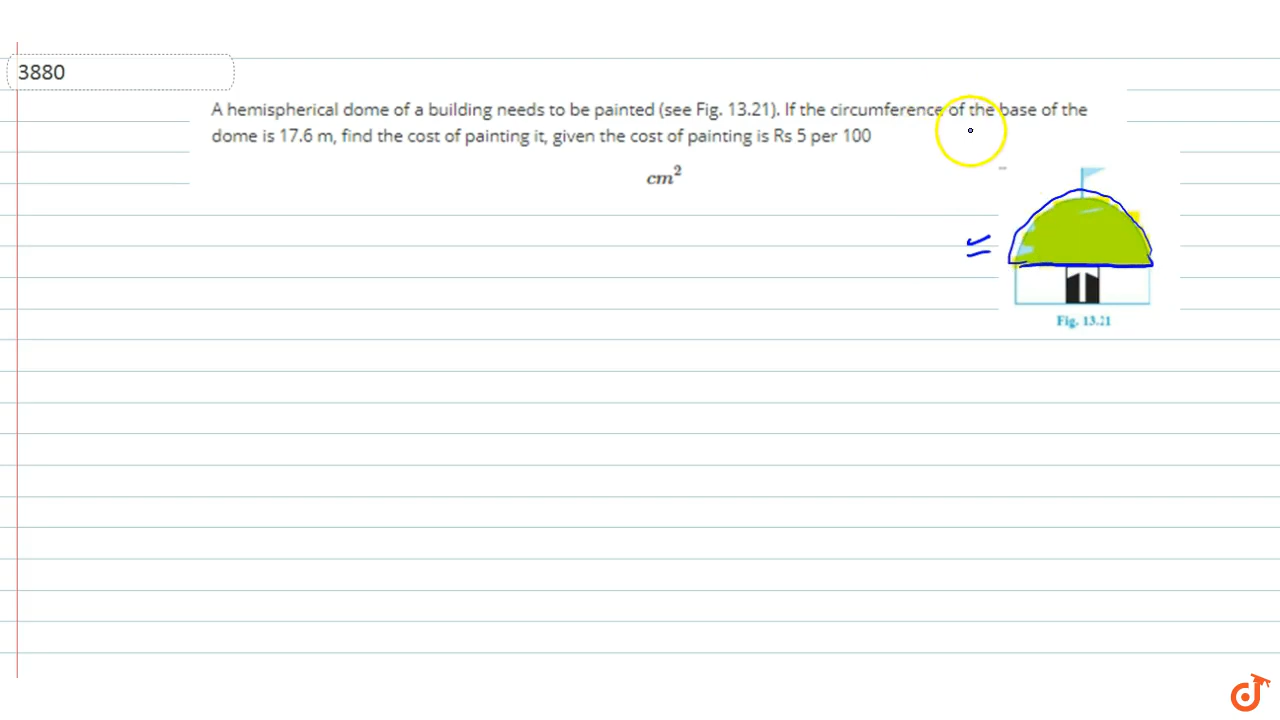 3880
A hemispherical dome of a building needs to be painted (see Fig. 13.21). If the circumference of the base of the
dome is 17.6 m, find the cost of painting it, given the cost of painting is Rs 5 per 100
cm²
Fig. 13.21